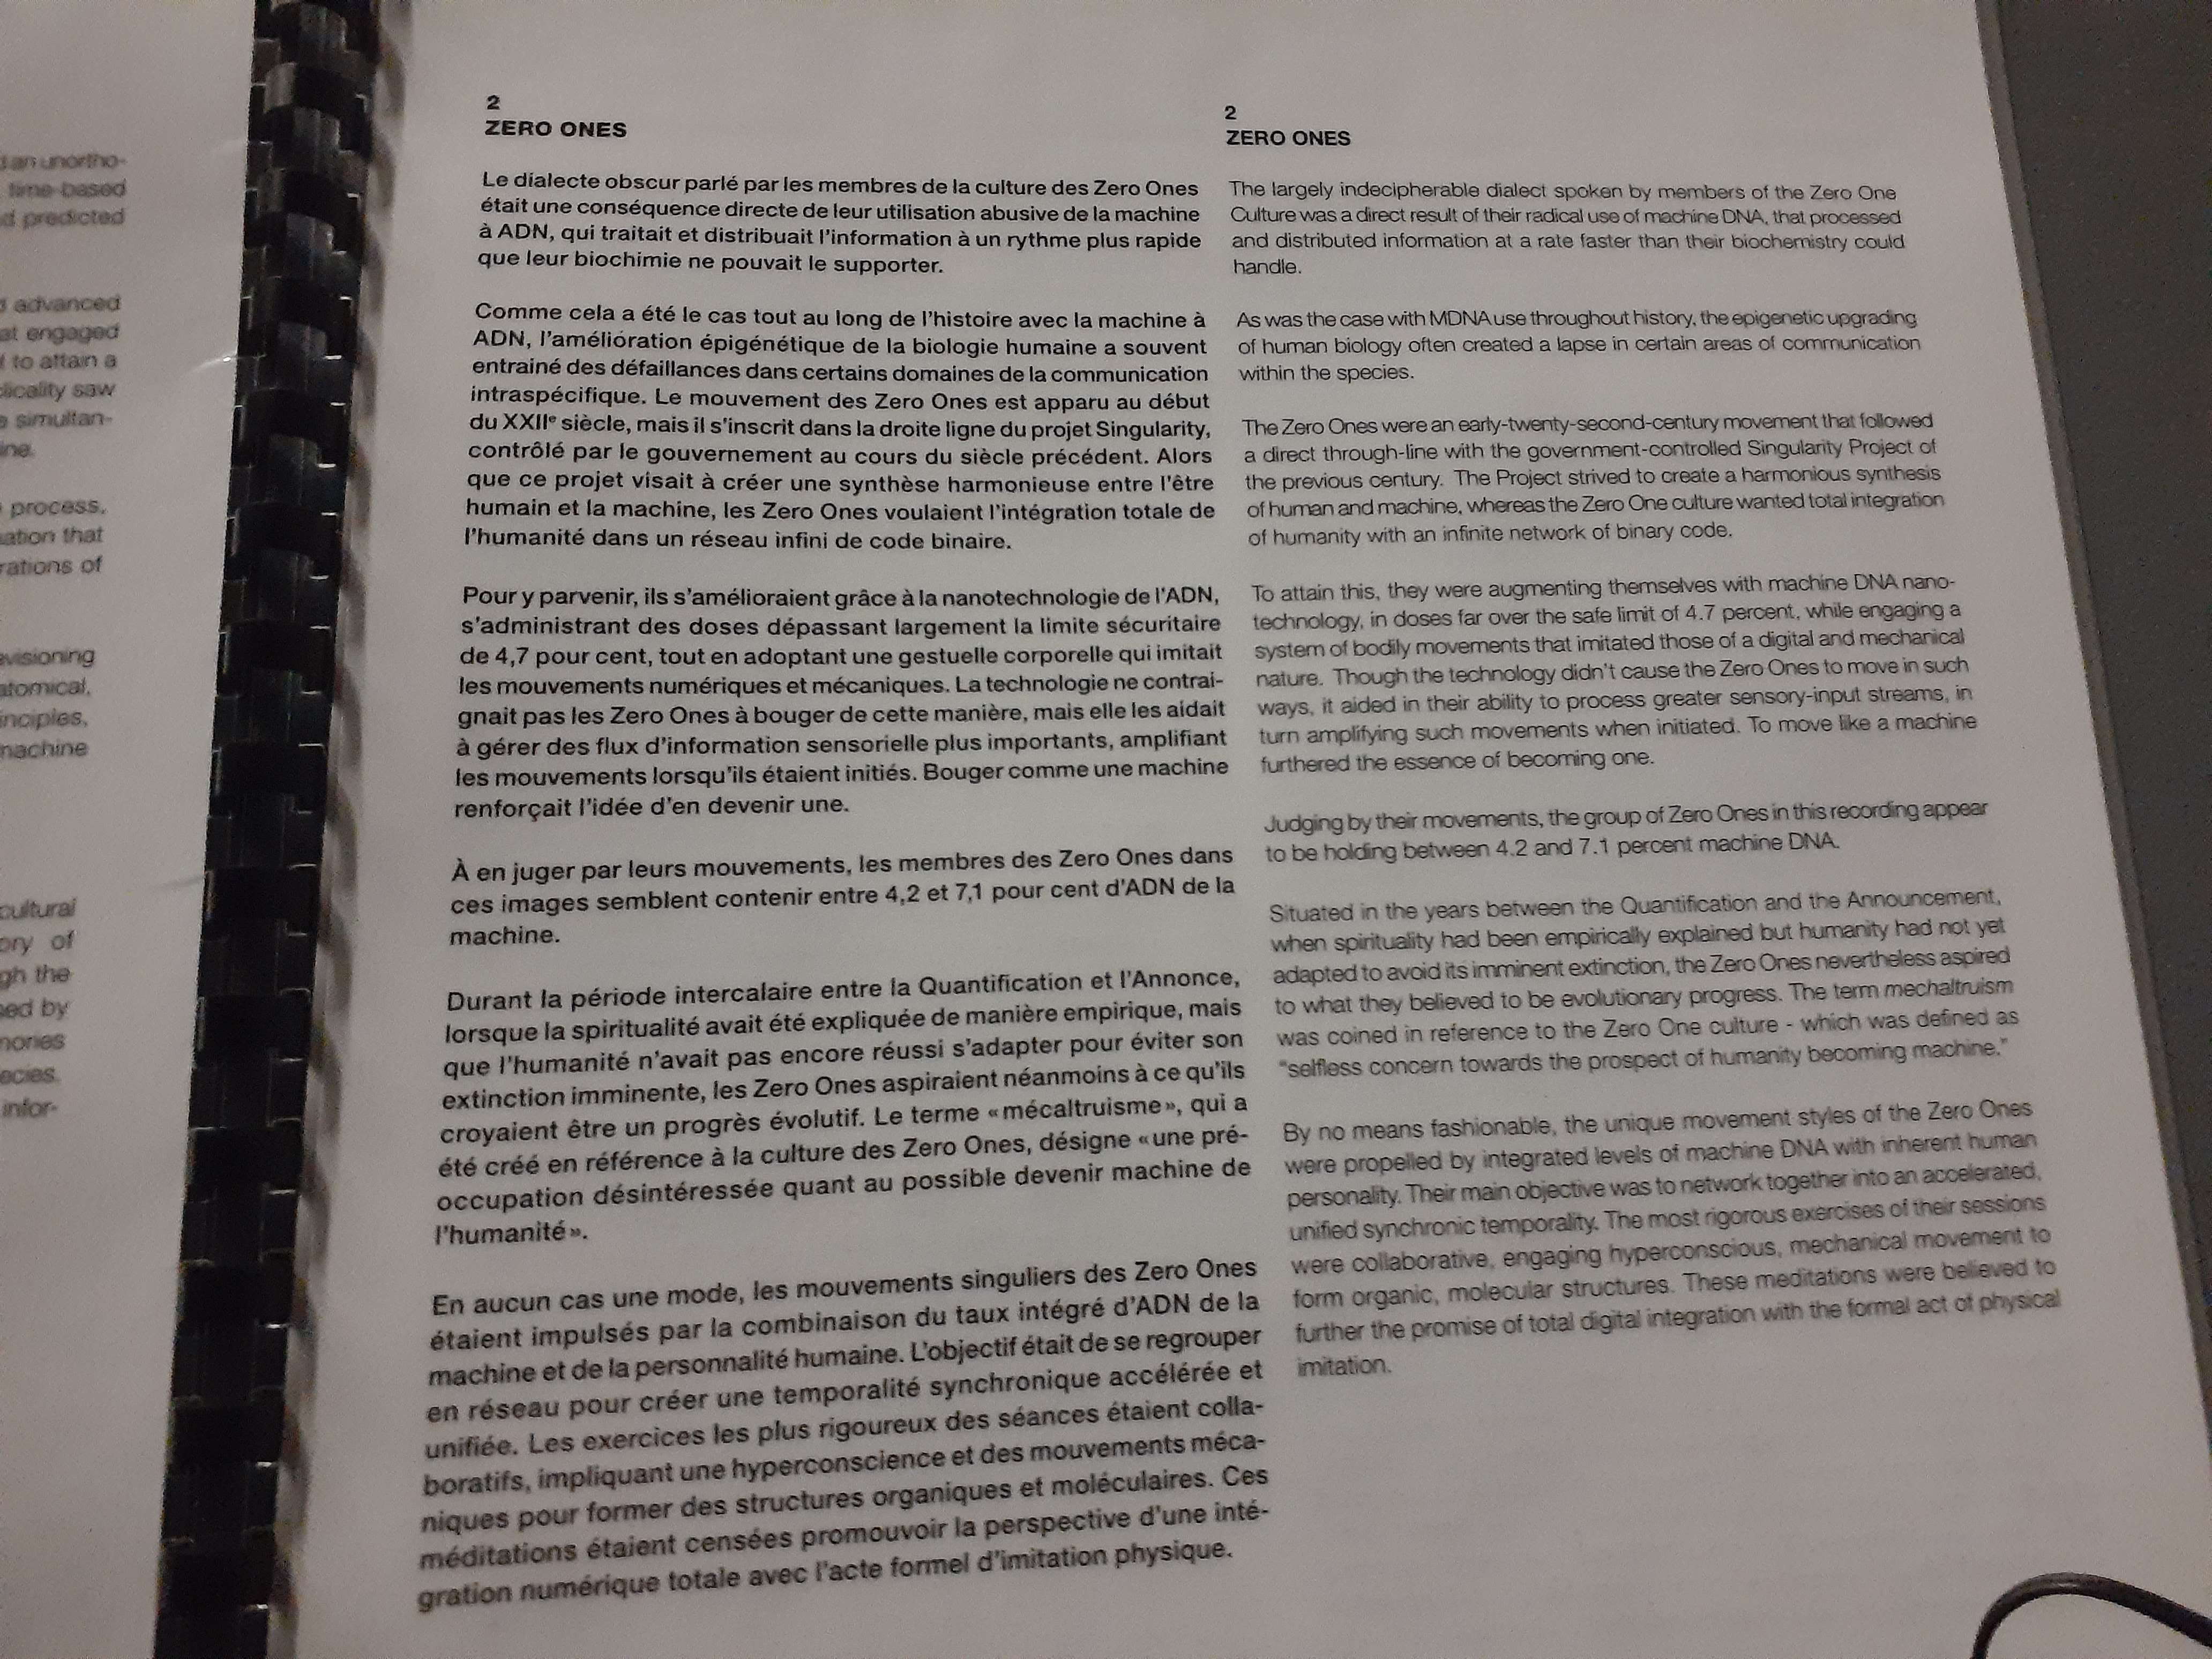 an unortho-
time-based
predicted
advanced
engaged
to attain a
saw
simultan-
process,
that
of
cultural
of
the
by
infor-
2
ZERO ONES
Le dialecte obscur parlé par les membres de la culture des Zero Ones
était une conséquence directe de leur utilisation abusive de la machine
à ADN, qui traitait et distribuait l'information à un rythme plus rapide
que leur biochimie ne pouvait le supporter.
Comme cela a été le cas tout au long de l'histoire avec la machine à
ADN, l'amélioration épigénétique de la biologie humaine a souvent
entrainé des défaillances dans certains domaines de la communication
intraspécifique. Le mouvement des Zero Ones est apparu au début
du XXIIe siècle, mais il s'inscrit dans la droite ligne du projet Singularity,
contrôlé par le gouvernement au cours du siècle précédent. Alors
que ce projet visait à créer une synthèse harmonieuse entre l'être
humain et la machine, les Zero Ones voulaient l'intégration totale de
l'humanité dans un réseau infini de code binaire.
Pour y parvenir, ils s'amélioraient grâce à la nanotechnologie de l'ADN,
s'administrant des doses dépassant largement la limite sécuritaire
de 4,7 pour cent, tout en adoptant une gestuelle corporelle qui imitait
les mouvements numériques et mécaniques. La technologie ne contrai-
gnait pas les Zero Ones à bouger de cette manière, mais elle les aidait
à gérer des flux d'information sensorielle plus importants, amplifiant
les mouvements lorsqu'ils étaient initiés. Bouger comme une machine
renforçait l'idée d'en devenir une.
À en juger par leurs mouvements, les membres des Zero Ones dans
ces images semblent contenir entre 4,2 et 7,1 pour cent d'ADN de la
machine.
Durant la période intercalaire entre la Quantification et l'Annonce,
lorsque la spiritualité avait été expliquée de manière empirique, mais
que l'humanité n'avait pas encore réussi s'adapter pour éviter son
extinction imminente, les Zero Ones aspiraient néanmoins à ce qu'ils
croyaient être un progrès évolutif. Le terme «mécaltruisme», qui a
été créé en référence à la culture des Zero Ones, désigne «une pré-
occupation désintéressée quant au possible devenir machine de
l'humanité».
En aucun cas une mode, les mouvements singuliers des Zero Ones
étaient impulsés par la combinaison du taux intégré d'ADN de la
machine et de la personnalité humaine. L'objectif était de se regrouper
en réseau pour créer une temporalité synchronique accélérée et
unifiée. Les exercices les plus rigoureux des séances étaient colla-
boratifs, impliquant une hyperconscience et des mouvements méca-
niques pour former des structures organiques et moléculaires. Ces
méditations étaient censées promouvoir la perspective d'une inté-
gration numérique totale avec l'acte formel d'imitation physique.
2
ZERO ONES
The largely indecipherable dialect spoken by members of the Zero One
Culture was a direct result of their radical use of machine DNA, that processed
and distributed information at a rate faster than their biochemistry could
handle.
As was the case with MDNA use throughout history, the epigenetic upgrading
of human biology often created a lapse in certain areas of communication
within the species.
The Zero Ones were an early-twenty-second-century movement that followed
a direct through-line with the government-controlled Singularity Project of
the previous century. The Project strived to create a harmonious synthesis
of human and machine, whereas the Zero One culture wanted total integration
of humanity with an infinite network of binary code.
To attain this, they were augmenting themselves with machine DNA nano-
technology, in doses far over the safe limit of 4.7 percent, while engaging a
system of bodily movements that imitated those of a digital and mechanical
nature. Though the technology didn't cause the Zero Ones to move in such
ways, it aided in their ability to process greater sensory-input streams, in
turn amplifying such movements when initiated. To move like a machine
furthered the essence of becoming one.
Judging by their movements, the group of Zero Ones in this recording appear
to be holding between 4.2 and 7.1 percent machine DNA.
Situated in the years between the Quantification and the Announcement,
when spirituality had been empirically explained but humanity had not yet
adapted to avoid its imminent extinction, the Zero Ones nevertheless aspired
to what they believed to be evolutionary progress. The term mechaltruism
was coined in reference to the Zero One culture - which was defined as
"selfless concern towards the prospect of humanity becoming machine."
By no means fashionable, the unique movement styles of the Zero Ones
were propelled by integrated levels of machine DNA with inherent human
personality. Their main objective was to network together into an accelerated,
unified synchronic temporality. The most rigorous exercises of their sessions
were collaborative, engaging hyperconscious, mechanical movement to
form organic, molecular structures. These meditations were believed to
further the promise of total digital integration with the formal act of physical
imitation.